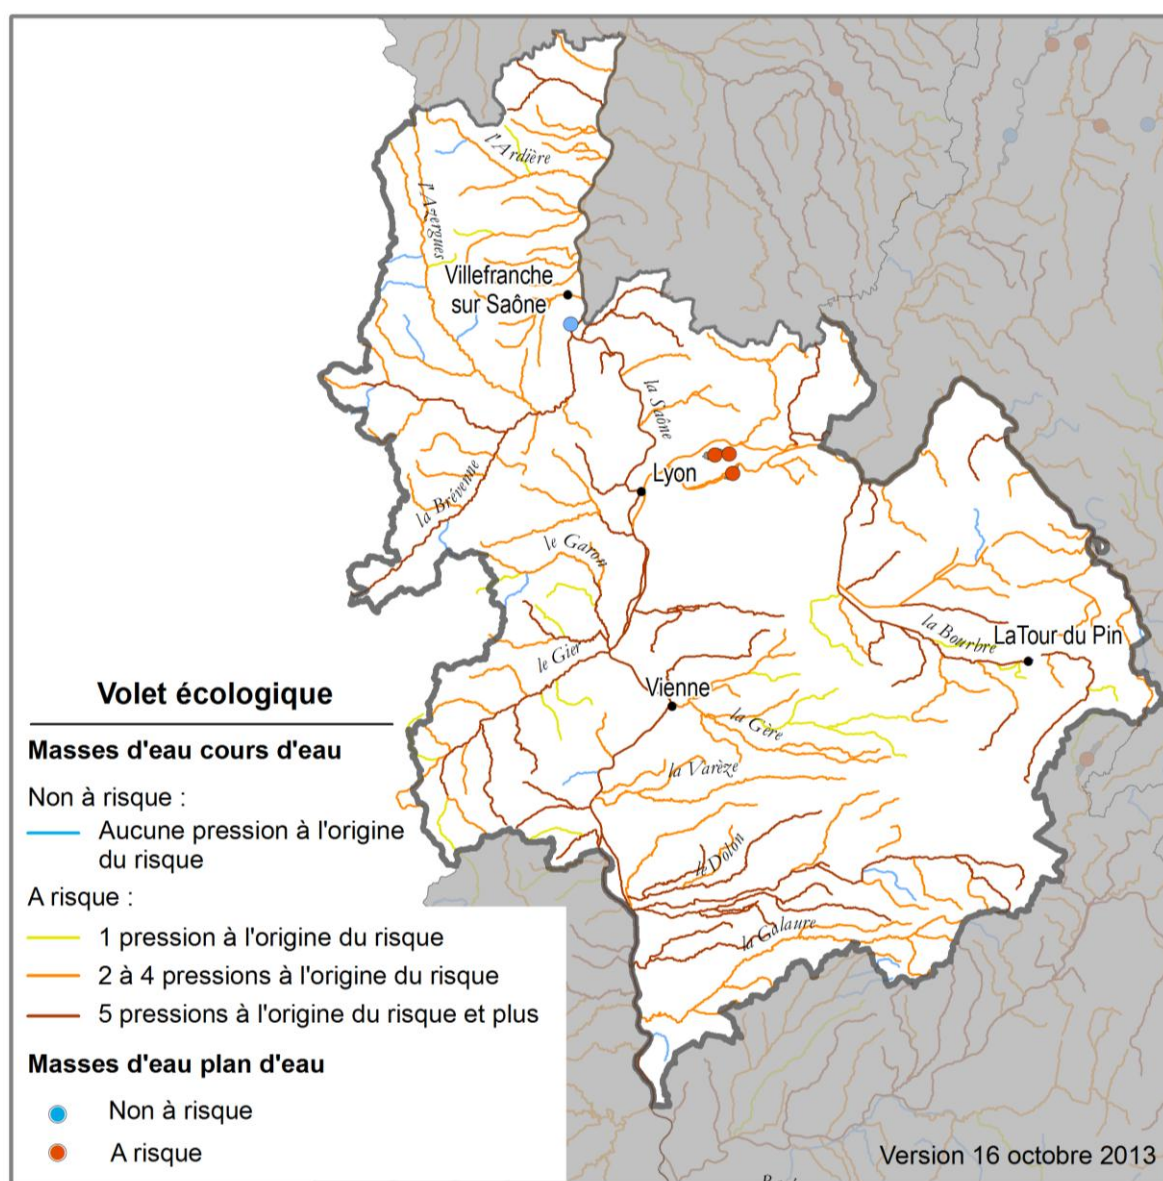 l'Ardière
l'Azergues
Villefranche
sur Saône
la Saône
Lyon
la Brévenne
le Garon
la Bourbre
LaTour du Pin
le Gier
Vienne
la Gère
la Varèze
le Dolon
la Galaure
Volet écologique
Masses d'eau cours d'eau
Non à risque :
Aucune pression à l'origine
du risque
A risque :
1 pression à l'origine du risque
2 à 4 pressions à l'origine du risque
5 pressions à l'origine du risque et plus
Masses d'eau plan d'eau
Non à risque
A risque
Version 16 octobre 2013